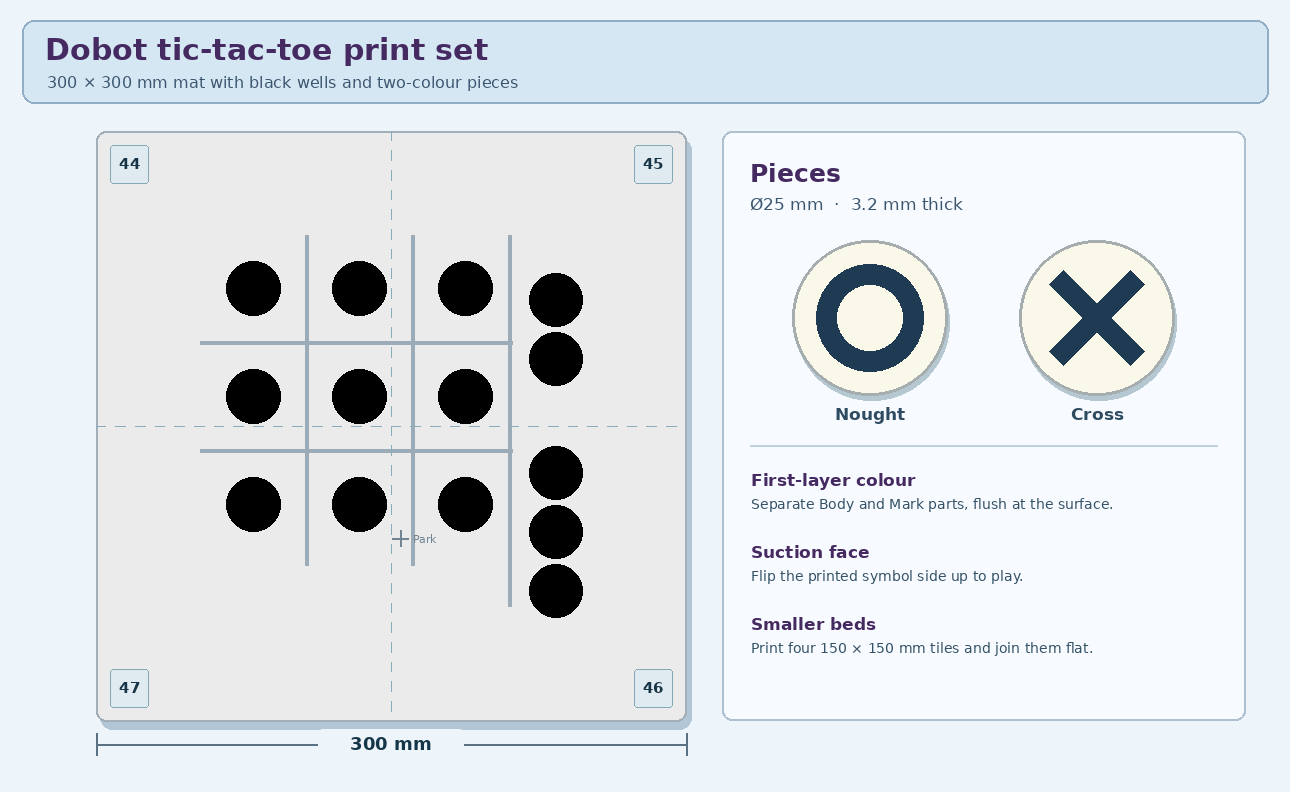 Dobot tic-tac-toe print set
300 × 300 mm mat with black wells and two-colour pieces
44
45
Park
47
46
300 mm
Pieces
Ø25 mm · 3.2 mm thick
Nought
Cross
First-layer colour
Separate Body and Mark parts, flush at the surface.
Suction face
Flip the printed symbol side up to play.
Smaller beds
Print four 150 × 150 mm tiles and join them flat.